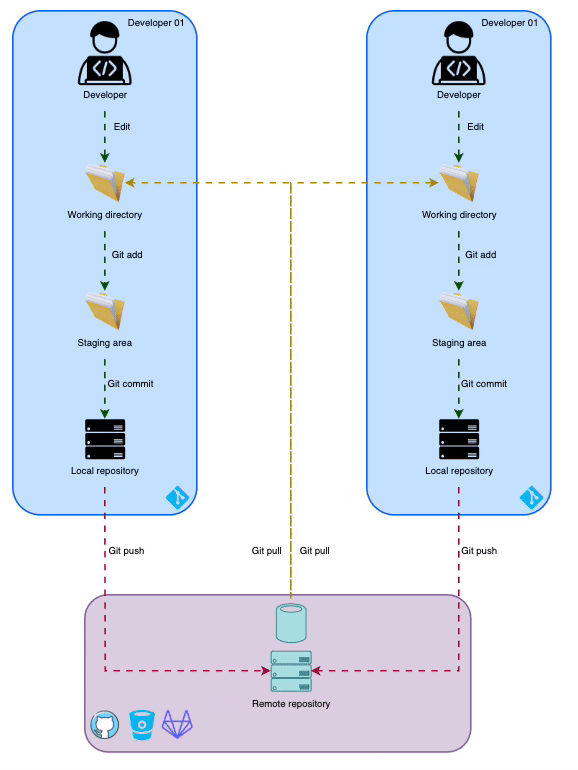 Developer 01
Developer
Edit
Working directory
Git add
Staging area
Git commit
Local repository
Git push
Developer 01
Developer
Edit
Working directory
Git add
Staging area
Git commit
Local repository
Git push
Git pull
Git pull
Remote repository